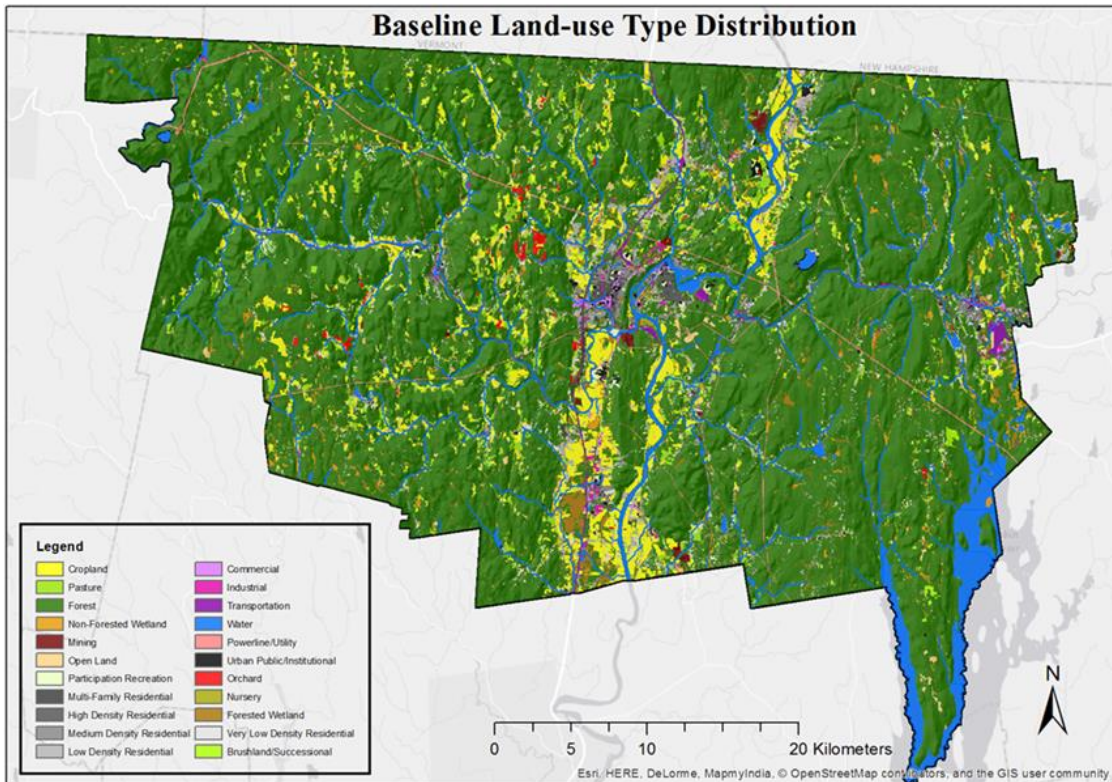 Baseline Land-use Type Distribution
VERMONT
NEW HAMPSHIRE
Legend
Cropland
Pasture
Forest
Non-Forested Wetland
Mining
Open Land
Participation Recreation
Multi-Family Residential
High Density Residential
Medium Density Residential
Low Density Residential
Commercial
Industrial
Transportation
Water
Powerline/Utility
Urban Public/Institutional
Orchard
Nursery
Forested Wetland
Very Low Density Residential
Brushland/Successional
N
0 5 10 20 Kilometers
Esri, HERE, DeLorme, MapmyIndia, © OpenStreetMap contributors, and the GIS user community